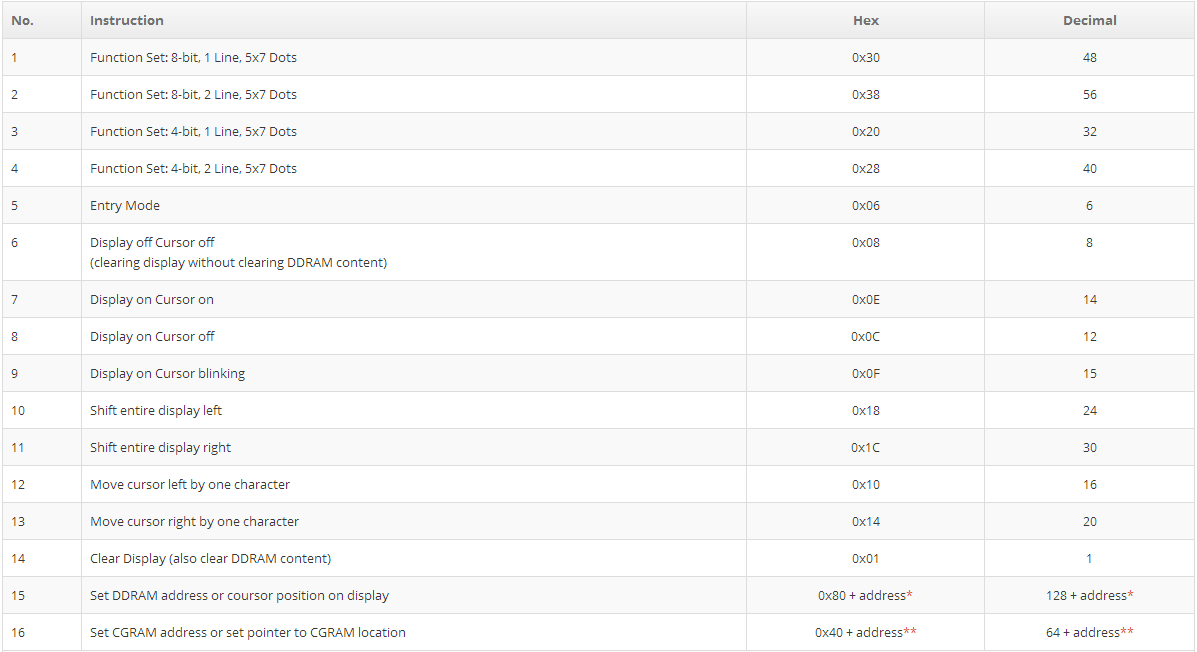 No. Instruction Hex Decimal
1 Function Set: 8-bit, 1 Line, 5x7 Dots 0x30 48
2 Function Set: 8-bit, 2 Line, 5x7 Dots 0x38 56
3 Function Set: 4-bit, 1 Line, 5x7 Dots 0x20 32
4 Function Set: 4-bit, 2 Line, 5x7 Dots 0x28 40
5 Entry Mode 0x06 6
6 Display off Cursor off 0x08 8
(clearing display without clearing DDRAM content)
7 Display on Cursor on 0x0E 14
8 Display on Cursor off 0x0C 12
9 Display on Cursor blinking 0x0F 15
10 Shift entire display left 0x18 24
11 Shift entire display right 0x1C 30
12 Move cursor left by one character 0x10 16
13 Move cursor right by one character 0x14 20
14 Clear Display (also clear DDRAM content) 0x01 1
15 Set DDRAM address or coursor position on display 0x80 + address* 128 + address*
16 Set CGRAM address or set pointer to CGRAM location 0x40 + address** 64 + address**